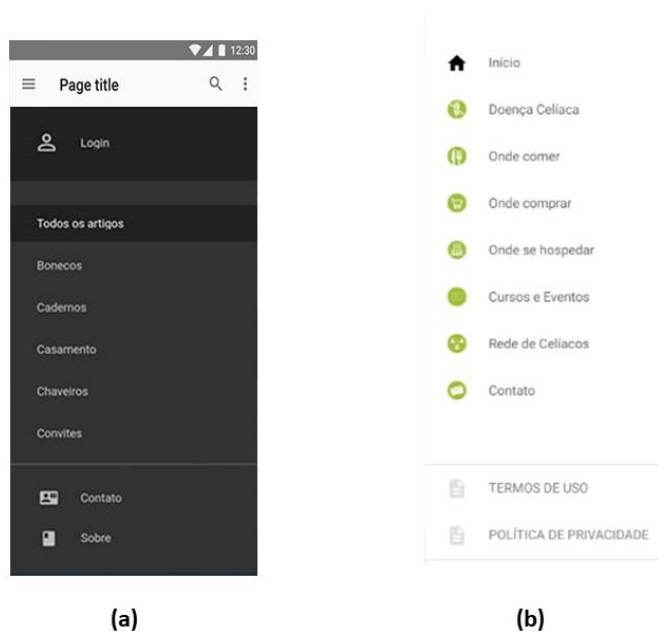 12:30
Page title
Login
Todos os artigos
Bonecos
Cadernos
Casamento
Chaveiros
Convites
Contato
Sobre
(a)
Início
Doença Celíaca
Onde comer
Onde comprar
Onde se hospedar
Cursos e Eventos
Rede de Celíacos
Contato
TERMOS DE USO
POLÍTICA DE PRIVACIDADE
(b)